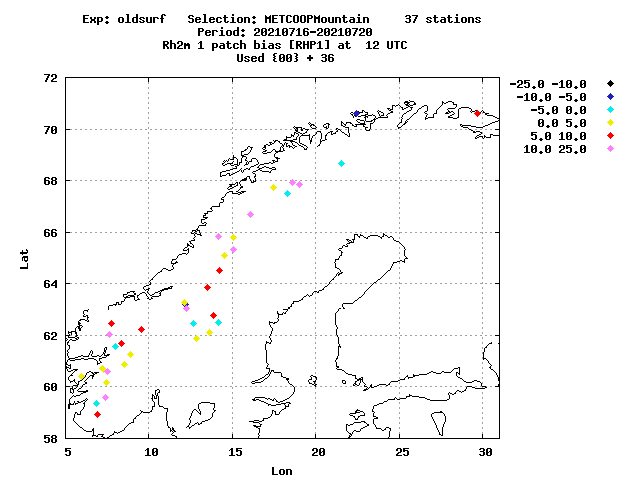 Exp: oldsurf Selection: METCOOPMountain 37 stations
Period: 20210716-20210720
Rh2m 1 patch bias [RHP1] at 12 UTC
Used {00} + 36
-25.0 -10.0
-10.0 -5.0
-5.0 0.0
0.0 5.0
5.0 10.0
10.0 25.0
72
70
68
66
64
62
60
58
Lat
5 10 15 20 25 30
Lon